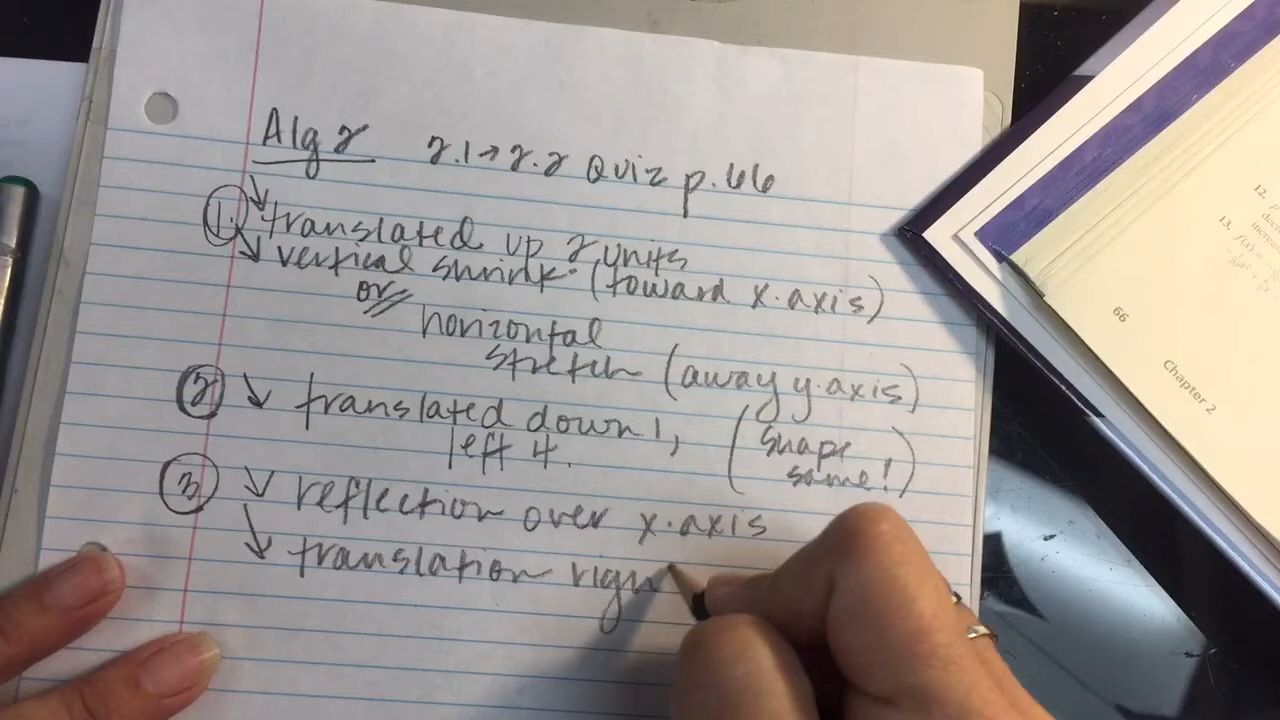 Alg 2 2.1→2.2 Quiz p.66
① ↘ translated up 2 units
↘ vertical shrink (toward x.axis)
or
horizontal
stretch (away y.axis)
② ↘ translated down 1, (shape
left 4. same!)
③ ↘ reflection over x.axis
↘ translation righ
12.
13. f(x) =
66
Chapter 2